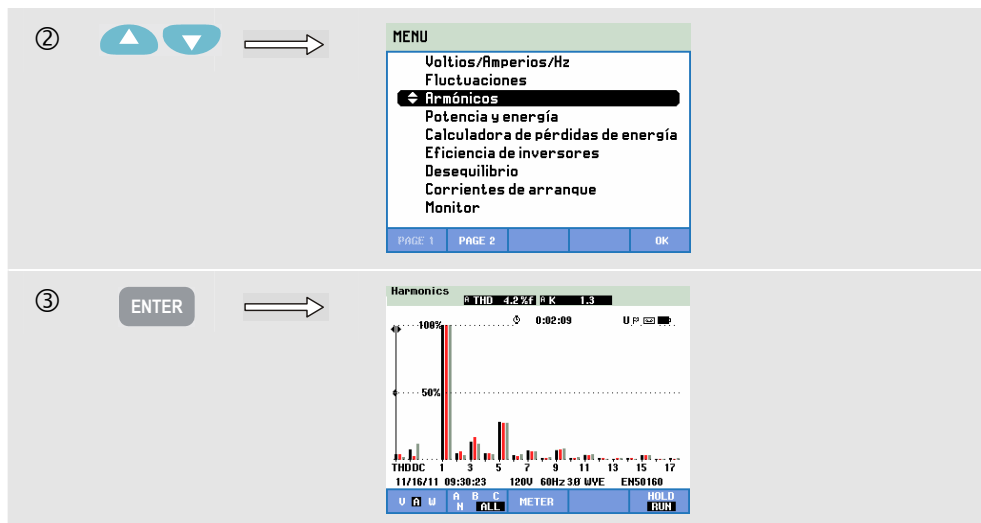 ②
MENU
Voltios/Amperios/Hz
Fluctuaciones
Armónicos
Potencia y energía
Calculadora de pérdidas de energía
Eficiencia de inversores
Desequilibrio
Corrientes de arranque
Monitor
PAGE 1 PAGE 2 OK
③
ENTER
Harmonics
A THD 4.2 %f A K 1.3
0:02:09 U
100%
50%
THDDC 1 3 5 7 9 11 13 15 17
11/16/11 09:30:23 120V 60Hz 3Ø WYE EN50160
V A W A B C N ALL METER HOLD RUN